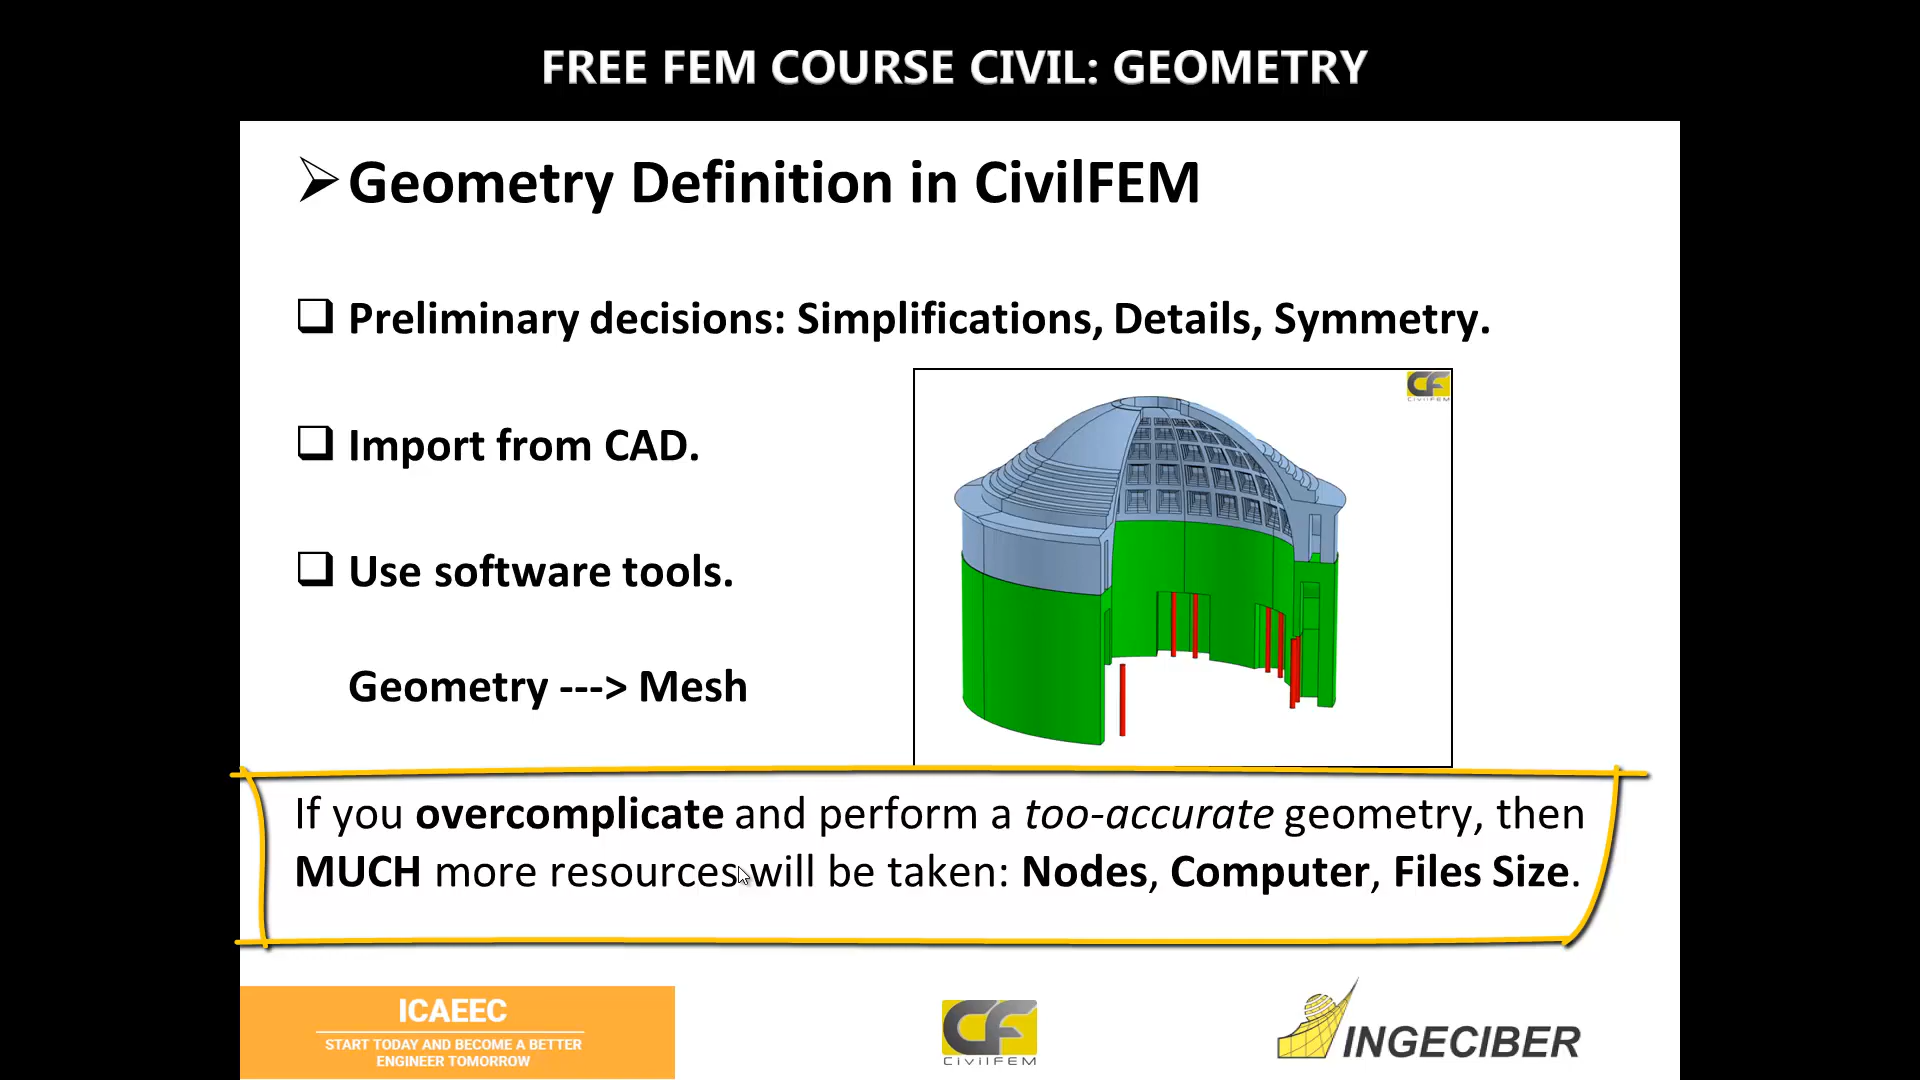 FREE FEM COURSE CIVIL: GEOMETRY
Geometry Definition in CivilFEM
Preliminary decisions: Simplifications, Details, Symmetry.
CF
CivilFEM
Import from CAD.
Use software tools.
Geometry ---> Mesh
If you overcomplicate and perform a too-accurate geometry, then
MUCH more resources will be taken: Nodes, Computer, Files Size.
ICAEEC
START TODAY AND BECOME A BETTER
ENGINEER TOMORROW
CF
CivilFEM
INGECIBER